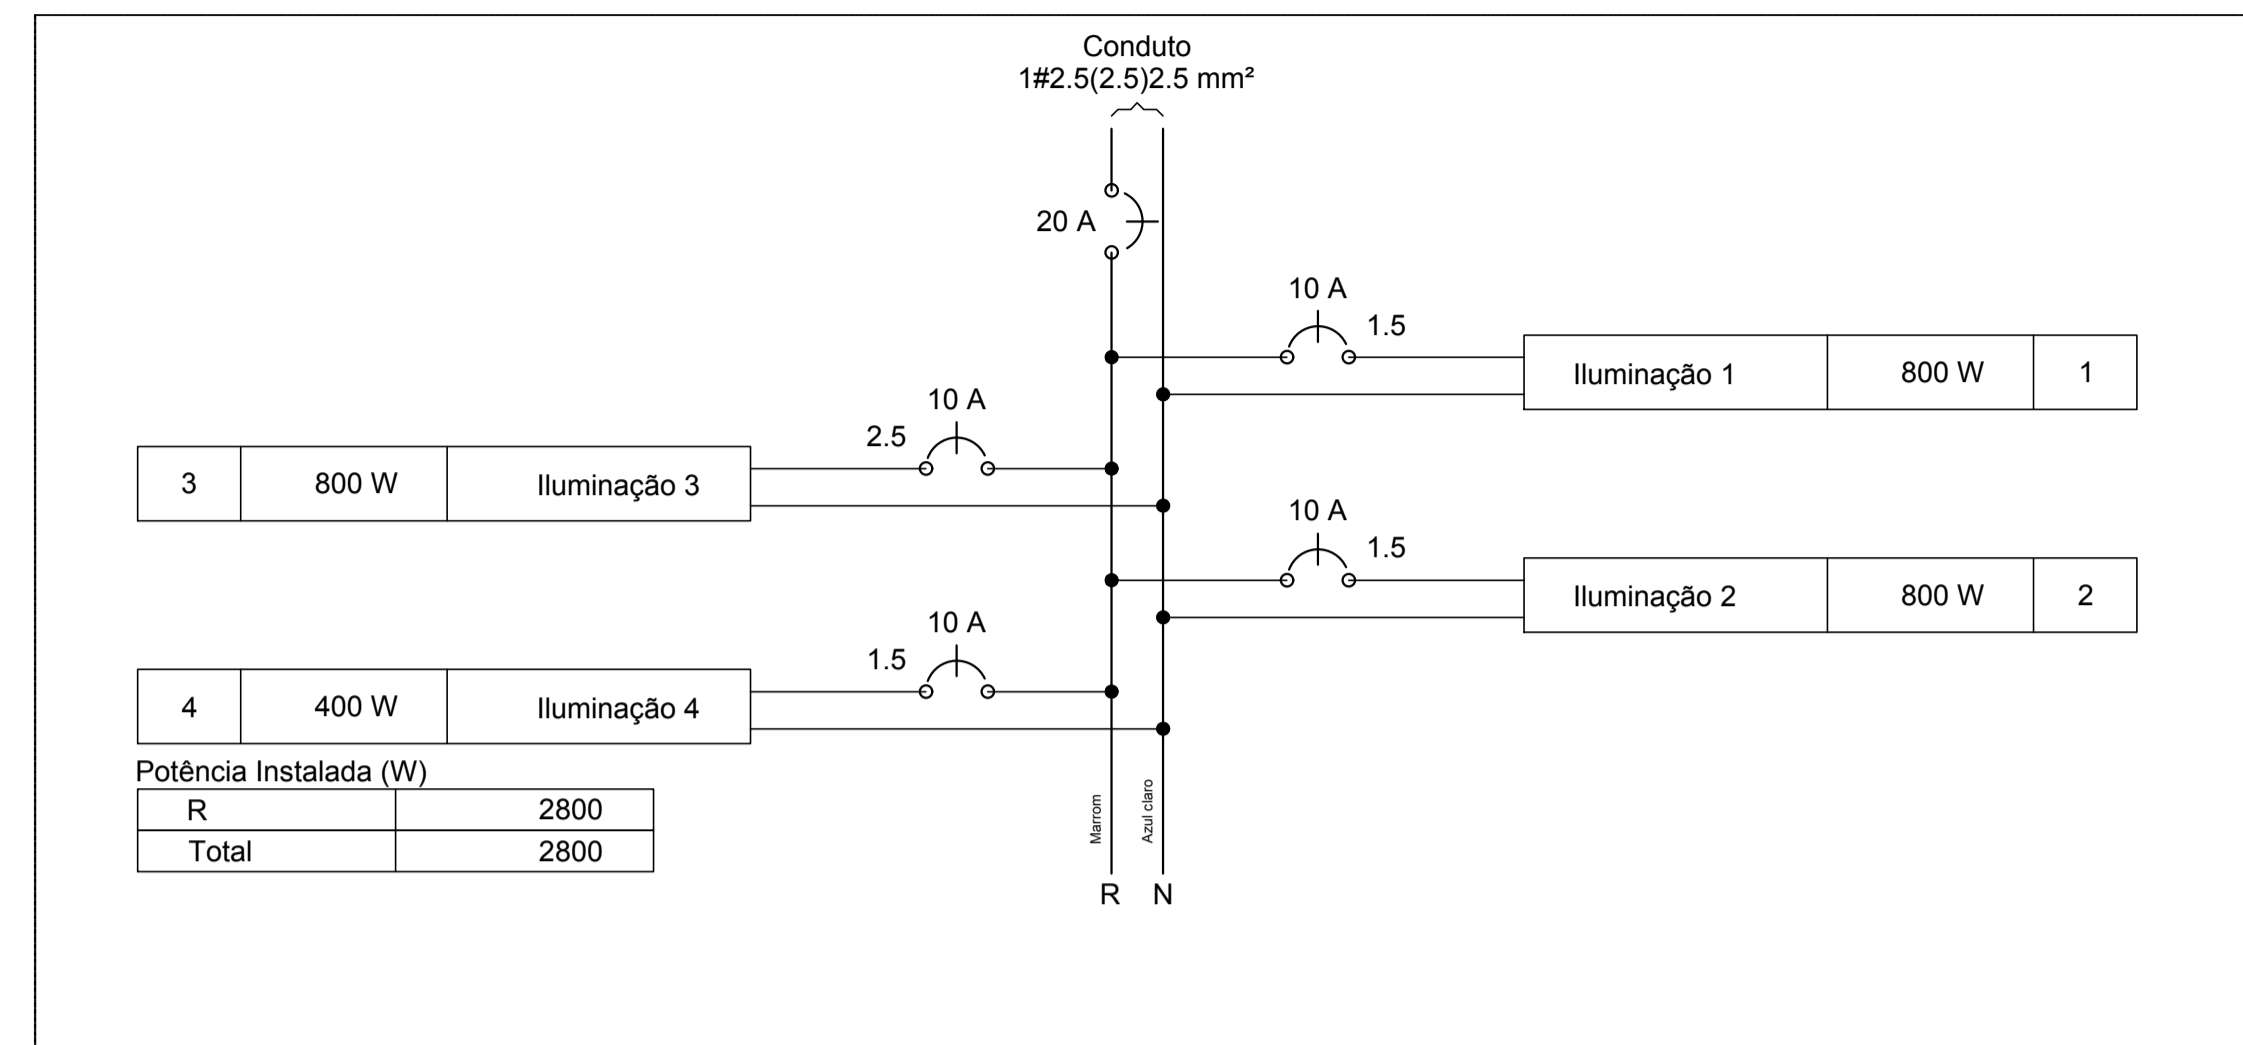 Conduto
1#2.5(2.5)2.5 mm²
20 A
10 A
1.5
Iluminação 1 800 W 1
10 A
2.5
3 800 W Iluminação 3
10 A
1.5
Iluminação 2 800 W 2
10 A
1.5
4 400 W Iluminação 4
Potência Instalada (W)
R 2800
Total 2800
Marrom
Azul claro
R N